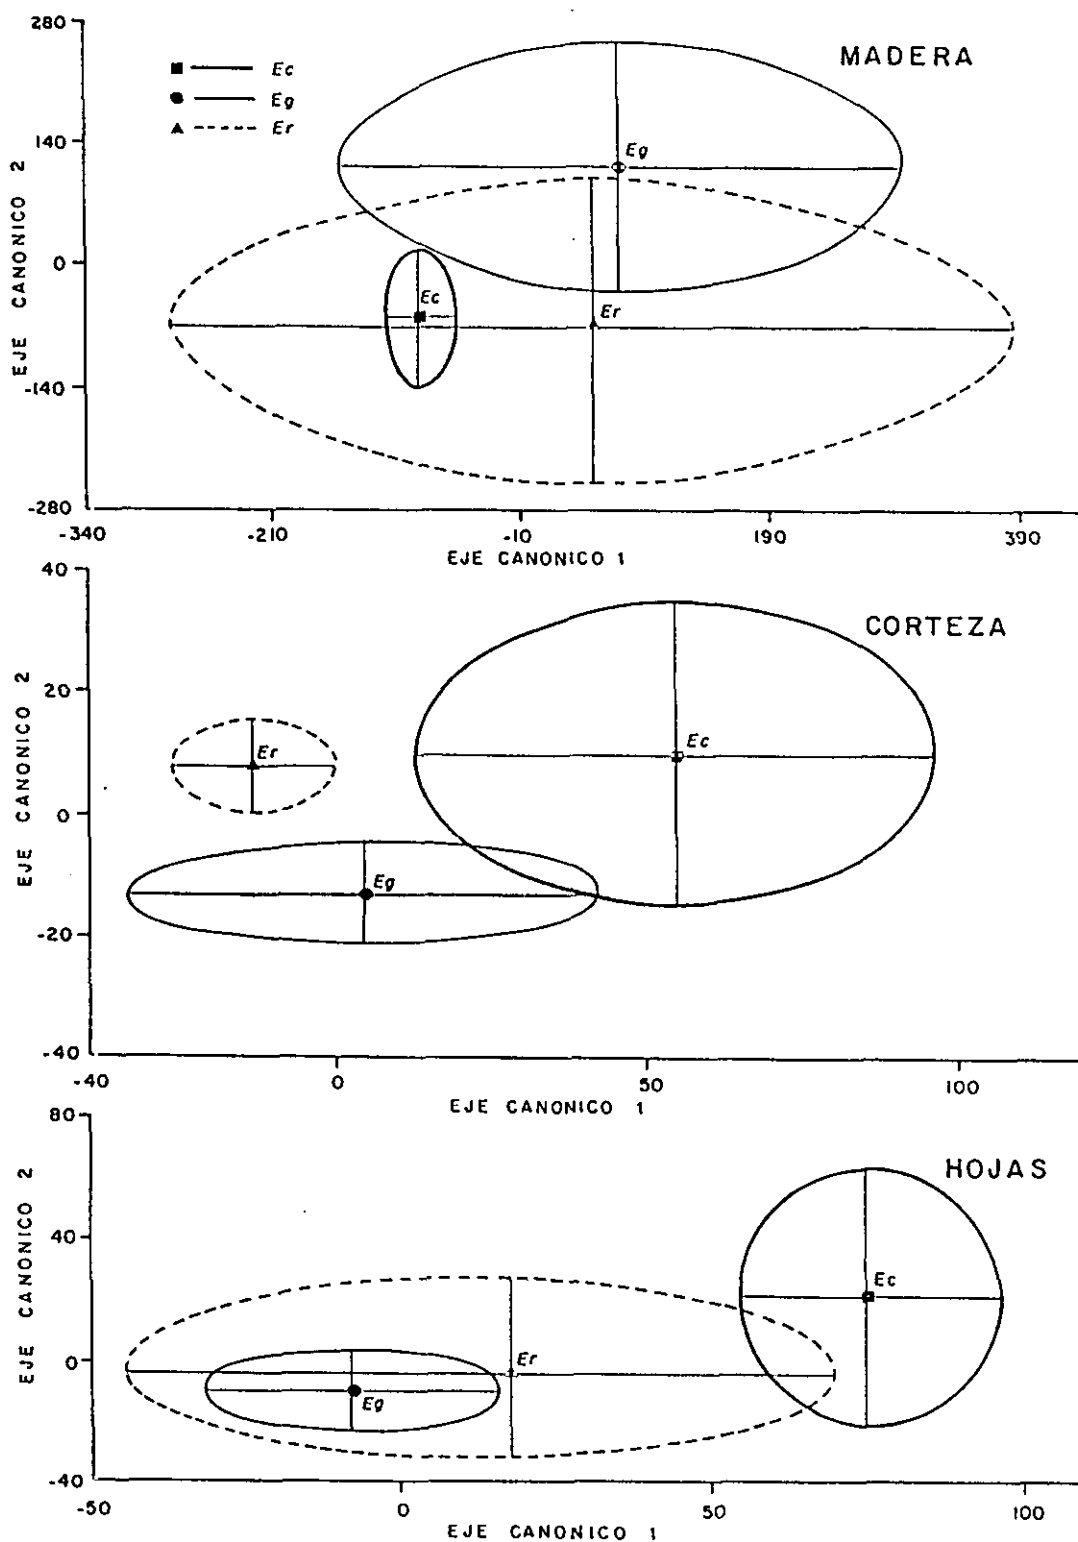 280
MADERA
Ec
Eg
Er
140
Eg
0
Ec
Er
-140
-280
EJE CANONICO 2
-340 -210 -10 190 390
EJE CANONICO 1
40
CORTEZA
20
Er
Ec
0
Eg
-20
-40
EJE CANONICO 2
-40 0 50 100
EJE CANONICO 1
80
HOJAS
40
Ec
0
Er
Eg
-40
EJE CANONICO 2
-50 0 50 100
EJE CANONICO 1